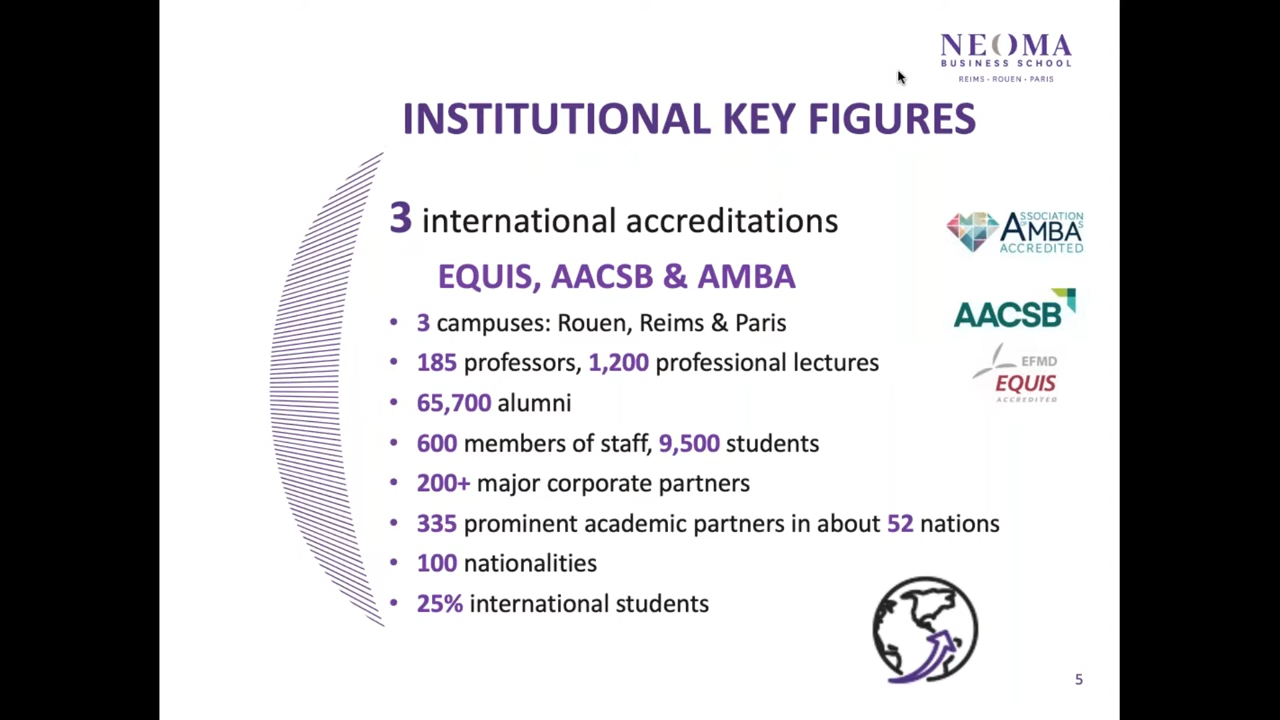 NEOMA
BUSINESS SCHOOL
REIMS • ROUEN • PARIS
INSTITUTIONAL KEY FIGURES
3 international accreditations
EQUIS, AACSB & AMBA
• 3 campuses: Rouen, Reims & Paris
• 185 professors, 1,200 professional lectures
• 65,700 alumni
• 600 members of staff, 9,500 students
• 200+ major corporate partners
• 335 prominent academic partners in about 52 nations
• 100 nationalities
• 25% international students
ASSOCIATION
AMBA
ACCREDITED
AACSB
EFMD
EQUIS
ACCREDITED
5